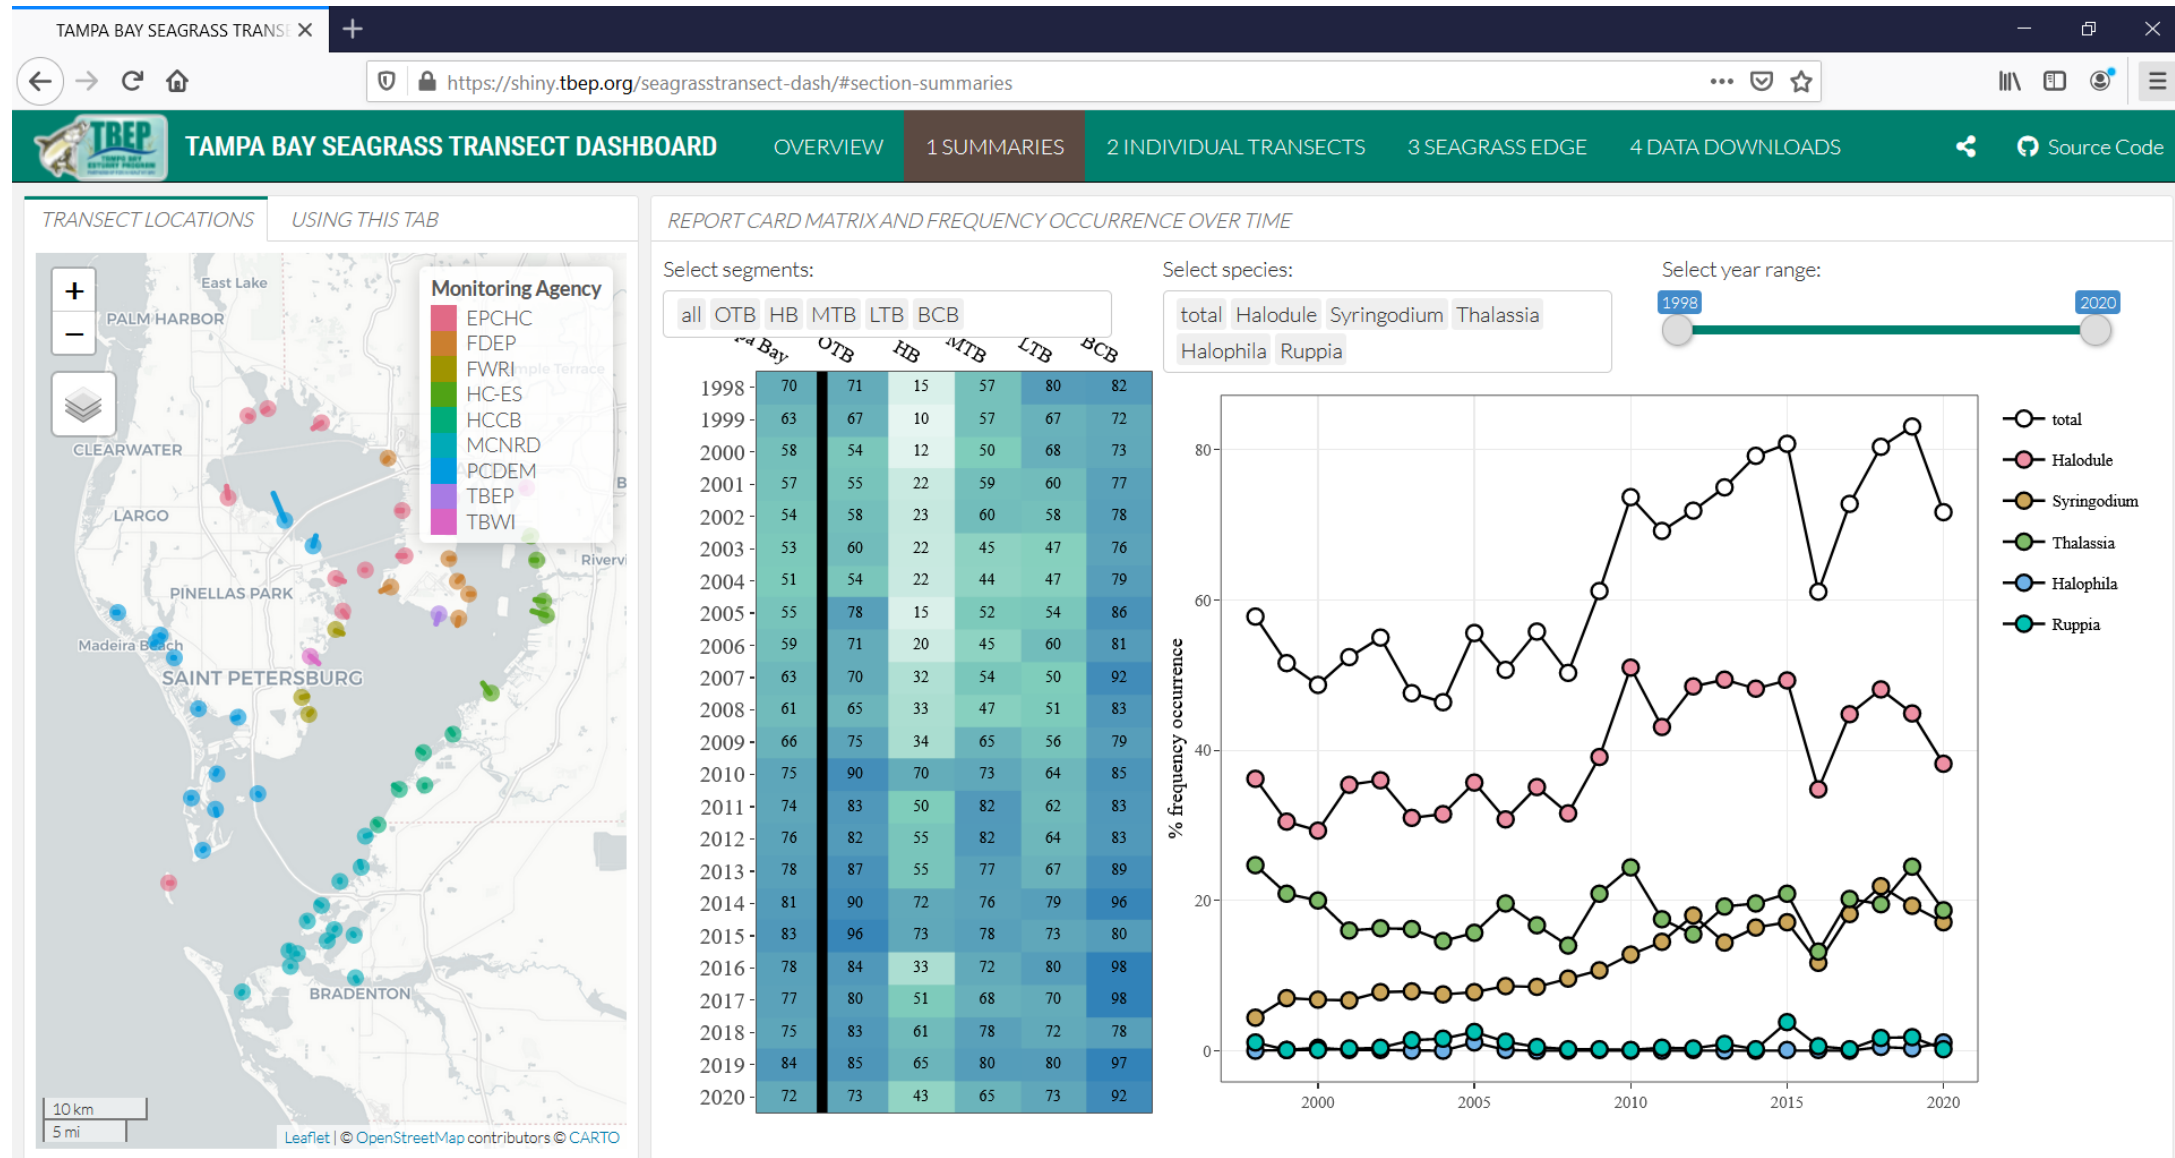 TAMPA BAY SEAGRASS TRANSE
https://shiny.tbep.org/seagrasstransect-dash/#section-summaries
TBEP
TAMPA BAY
ESTUARY PROGRAM
TAMPA BAY SEAGRASS TRANSECT DASHBOARD
OVERVIEW
1 SUMMARIES
2 INDIVIDUAL TRANSECTS
3 SEAGRASS EDGE
4 DATA DOWNLOADS
Source Code
TRANSECT LOCATIONS
USING THIS TAB
+
−
East Lake
PALM HARBOR
CLEARWATER
LARGO
PINELLAS PARK
Madeira Beach
SAINT PETERSBURG
BRADENTON
mple Terrace
B
Rivervi
Monitoring Agency
EPCHC
FDEP
FWRI
HC-ES
HCCB
MCNRD
PCDEM
TBEP
TBWI
10 km
5 mi
Leaflet | © OpenStreetMap contributors © CARTO
REPORT CARD MATRIX AND FREQUENCY OCCURRENCE OVER TIME
Select segments:
all OTB HB MTB LTB BCB
pa Bay OTB HB MTB LTB BCB
1998 70 71 15 57 80 82
1999 63 67 10 57 67 72
2000 58 54 12 50 68 73
2001 57 55 22 59 60 77
2002 54 58 23 60 58 78
2003 53 60 22 45 47 76
2004 51 54 22 44 47 79
2005 55 78 15 52 54 86
2006 59 71 20 45 60 81
2007 63 70 32 54 50 92
2008 61 65 33 47 51 83
2009 66 75 34 65 56 79
2010 75 90 70 73 64 85
2011 74 83 50 82 62 83
2012 76 82 55 82 64 83
2013 78 87 55 77 67 89
2014 81 90 72 76 79 96
2015 83 96 73 78 73 80
2016 78 84 33 72 80 98
2017 77 80 51 68 70 98
2018 75 83 61 78 72 78
2019 84 85 65 80 80 97
2020 72 73 43 65 73 92
Select species:
total Halodule Syringodium Thalassia
Halophila Ruppia
Select year range:
1998 2020
% frequency occurrence
80
60
40
20
0
2000 2005 2010 2015 2020
total
Halodule
Syringodium
Thalassia
Halophila
Ruppia